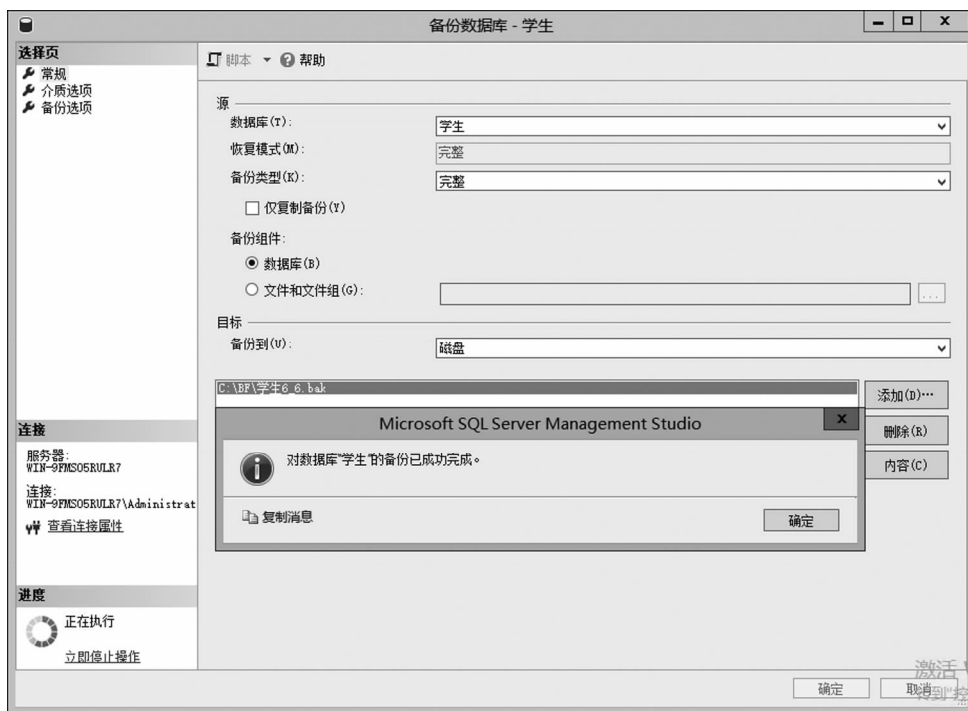 备份数据库 - 学生
选择页
常规
介质选项
备份选项
脚本
帮助
源
数据库(T):
学生
恢复模式(M):
完整
备份类型(K):
完整
仅复制备份(Y)
备份组件:
数据库(B)
文件和文件组(G):
...
目标
备份到(U):
磁盘
C:\BF\学生6_6.bak
添加(D)…
删除(R)
内容(C)
Microsoft SQL Server Management Studio
对数据库“学生”的备份已成功完成。
复制消息
确定
连接
服务器:
WIN-9FMSO5RULR7
连接:
WIN-9FMSO5RULR7\Administrat
查看连接属性
进度
正在执行
立即停止操作
确定
取消
激活